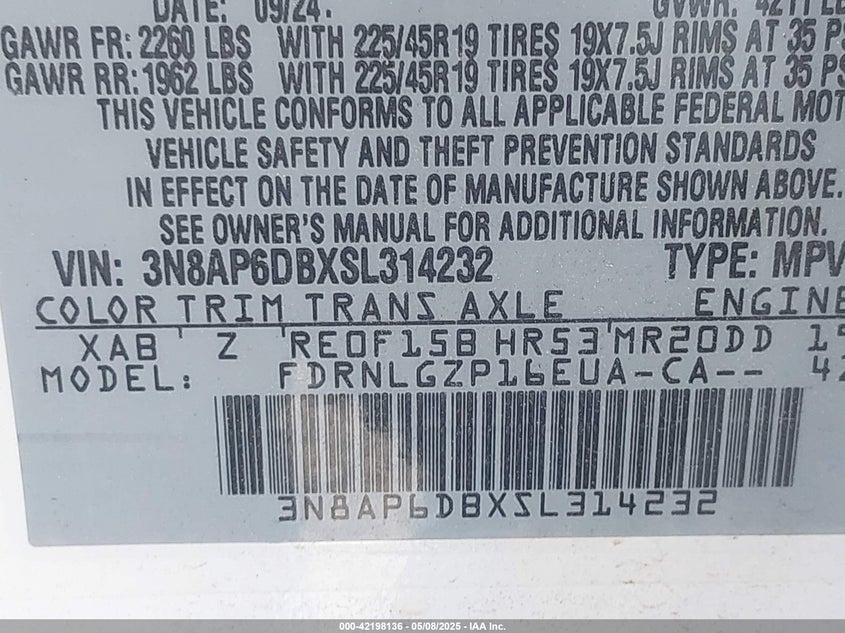 DATE: 09/24. GVWR: 4211
GAWR FR: 2260 LBS WITH 225/45R19 TIRES 19X7.5J RIMS AT 35
GAWR RR: 1962 LBS WITH 225/45R19 TIRES 19X7.5J RIMS AT 35
THIS VEHICLE CONFORMS TO ALL APPLICABLE FEDERAL MOT
VEHICLE SAFETY AND THEFT PREVENTION STANDARDS
IN EFFECT ON THE DATE OF MANUFACTURE SHOWN ABOVE.
SEE OWNER'S MANUAL FOR ADDITIONAL INFORMATION.
VIN: 3N8AP6DBXSL314232 TYPE: MPV
COLOR TRIM TRANS AXLE ENGINE
XAB Z RE0F15B HR53 MR20DD
MODEL: FDRNLGZP16EUA-CA--
3N8AP6DBXSL314232
000-42198136 - 05/08/2025 - IAA Inc.